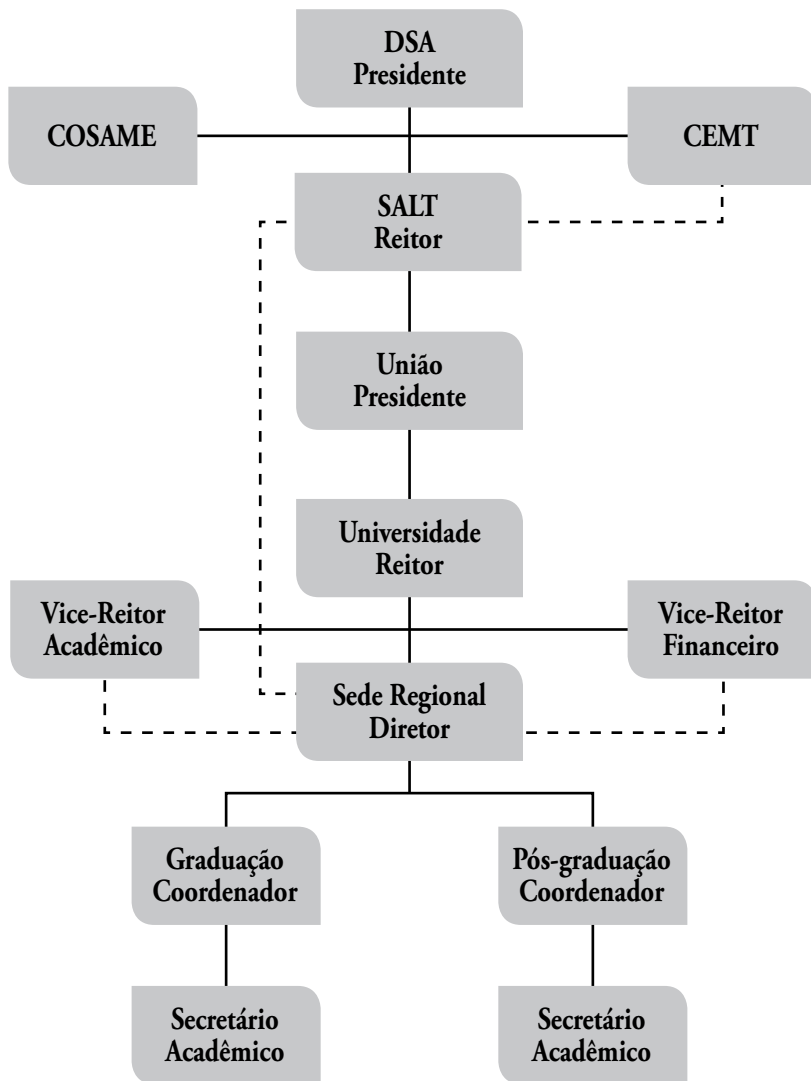 DSA
Presidente
COSAME
CEMT
SALT
Reitor
União
Presidente
Universidade
Reitor
Vice-Reitor
Acadêmico
Vice-Reitor
Financeiro
Sede Regional
Diretor
Graduação
Coordenador
Pós-graduação
Coordenador
Secretário
Acadêmico
Secretário
Acadêmico